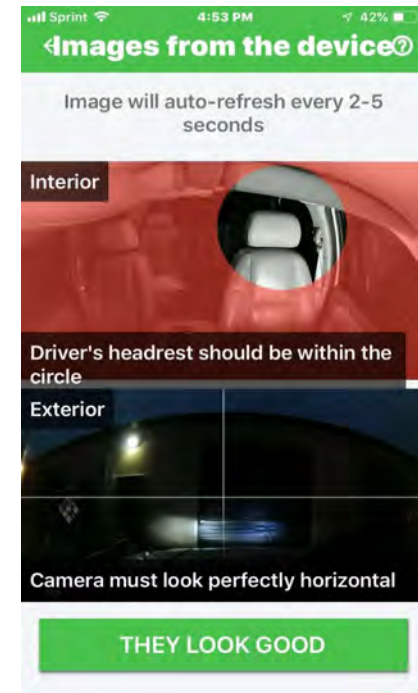 Sprint 4:53 PM 42%
Images from the device
Image will auto-refresh every 2-5
seconds
Interior
Driver's headrest should be within the
circle
Exterior
Camera must look perfectly horizontal
THEY LOOK GOOD